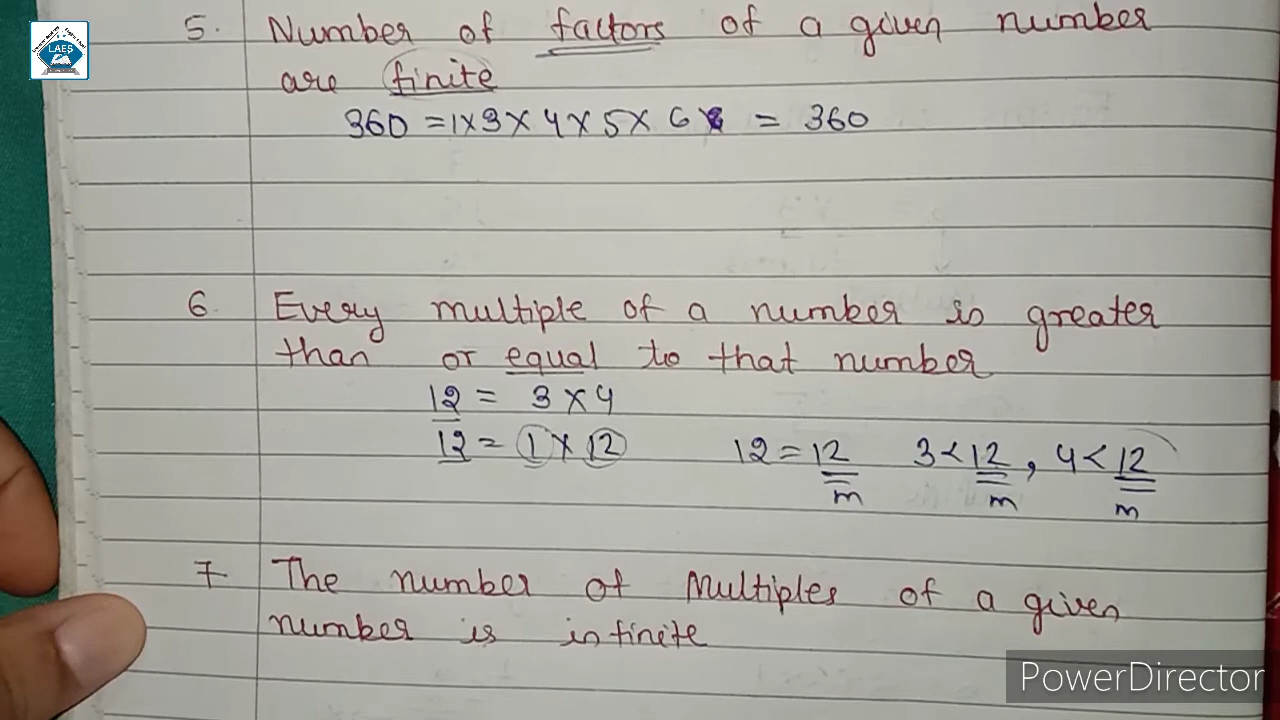 LAES
5. Number of factors of a given number
are finite
360 = 1 × 3 × 4 × 5 × 6 = 360
6. Every multiple of a number is greater
than or equal to that number
12 = 3 × 4
12 = 1 × 12 12 = 12 3 < 12, 4 < 12
m m m
7 The number of Multiples of a given
number is infinite
PowerDirector